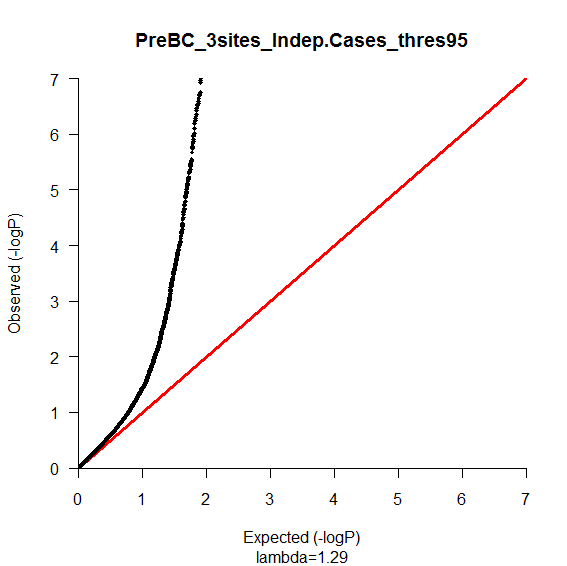 PreBC_3sites_Indep.Cases_thres95
7
6
5
4
3
2
1
0
Observed (-logP)
0 1 2 3 4 5 6 7
Expected (-logP)
lambda=1.29